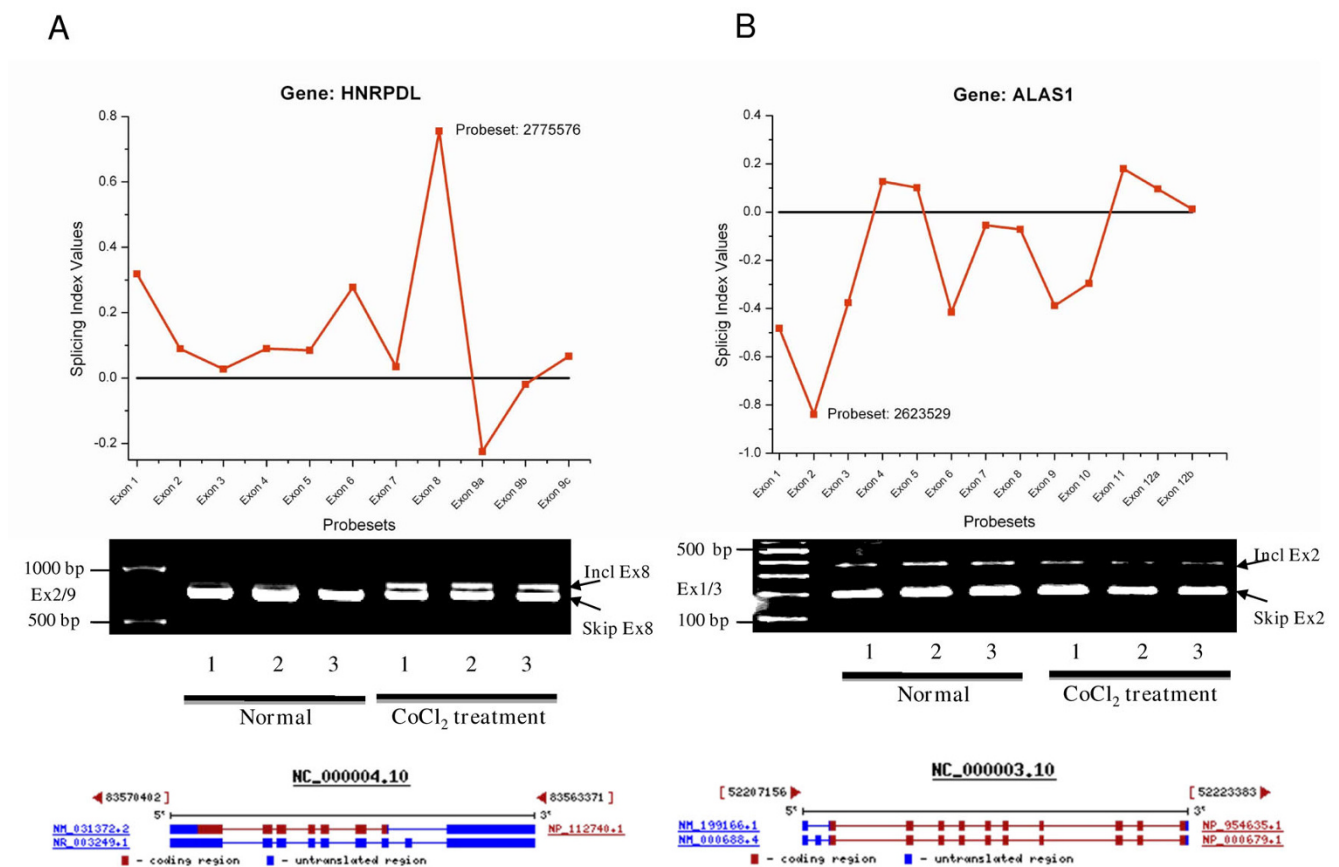 A
Gene: HNRPDL
Probeset: 2775576
0.8
0.6
0.4
0.2
0.0
-0.2
Splicing Index Values
Exon 1
Exon 2
Exon 3
Exon 4
Exon 5
Exon 6
Exon 7
Exon 8
Exon 9a
Exon 9b
Exon 9c
Probesets
1000 bp
Ex2/9
500 bp
Incl Ex8
Skip Ex8
1 2 3 1 2 3
Normal CoCl2 treatment
NC_000004.10
83570402 ] [ 83563371
5' 3'
NM_031372.2 NP_112740.1
NR_003249.1
- coding region - untranslated region
B
Gene: ALAS1
0.4
0.2
0.0
-0.2
-0.4
-0.6
-0.8
-1.0
Splicig Index Values
Probeset: 2623529
Exon 1
Exon 2
Exon 3
Exon 4
Exon 5
Exon 6
Exon 7
Exon 8
Exon 9
Exon 10
Exon 11
Exon 12a
Exon 12b
Probesets
500 bp
Ex1/3
100 bp
Incl Ex2
Skip Ex2
1 2 3 1 2 3
Normal CoCl2 treatment
NC_000003.10
[ 52207156 [ 52223383
5' 3'
NM_199166.1 NP_954635.1
NM_000688.4 NP_000679.1
- coding region - untranslated region